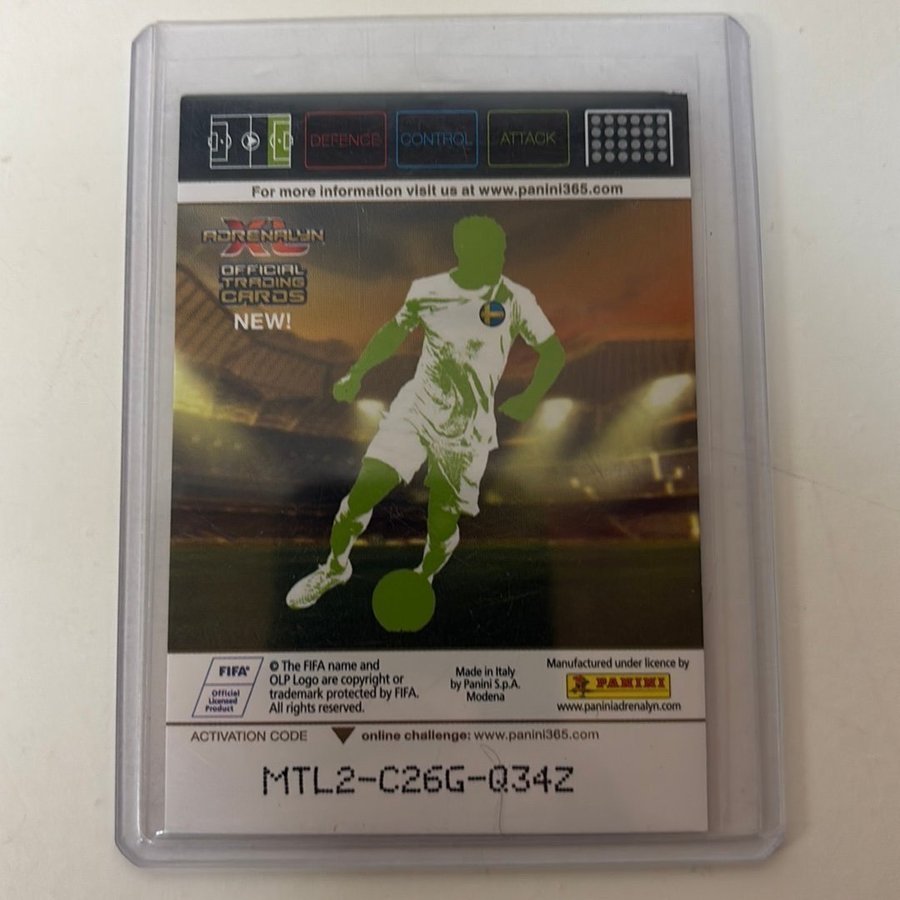 DEFENCE CONTROL ATTACK
For more information visit us at www.panini365.com
ADRENALYN
XL
OFFICIAL
TRADING
CARDS
NEW!
FIFA®
Official
Licensed
Product
© The FIFA name and
OLP Logo are copyright or
trademark protected by FIFA.
All rights reserved.
Made in Italy
by Panini S.p.A.
Modena
Manufactured under licence by
PANINI
www.paniniadrenalyn.com
ACTIVATION CODE online challenge: www.panini365.com
MTL2-C26G-Q34Z